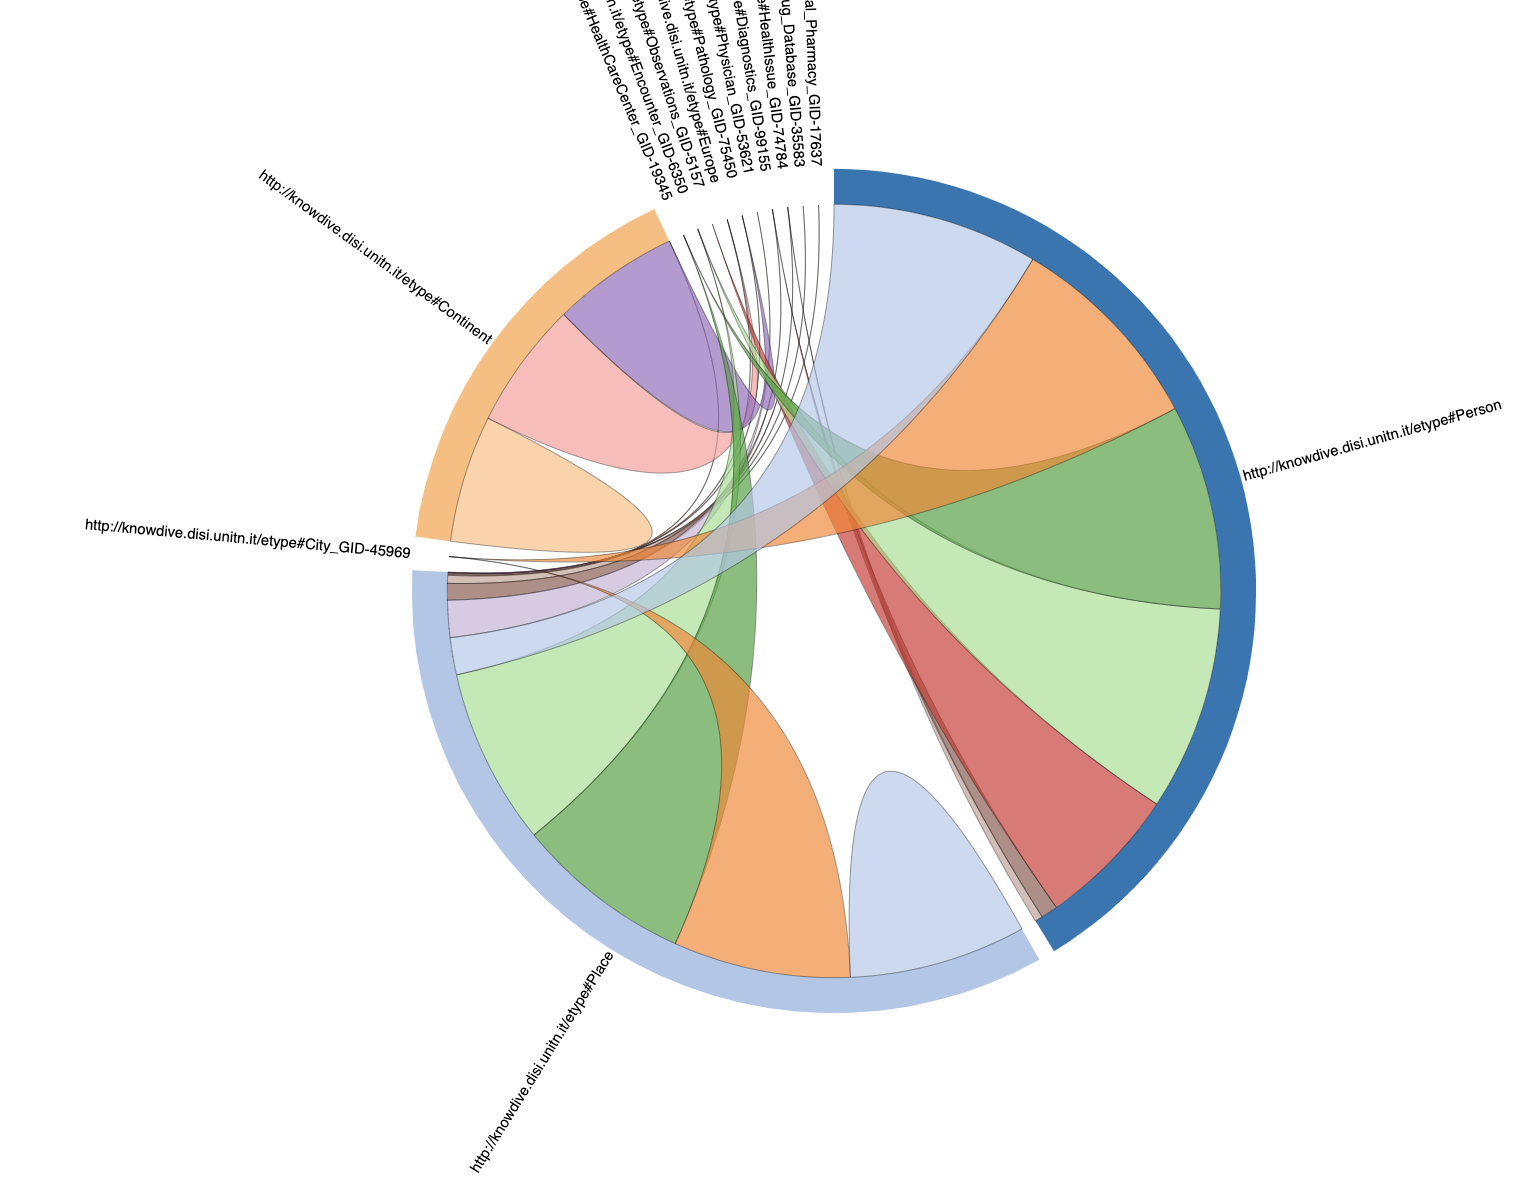 e#HealthCareCenter_GID-19345
n.it/etype#Encounter_GID-6350
etype#Observations_GID-5157
ive.disi.unitn.it/etype#Europe
type#Pathology_GID-75450
type#Physician_GID-53621
e#Diagnostics_GID-99155
e#HealthIssue_GID-74784
ug_Database_GID-35583
al_Pharmacy_GID-17637
http://knowdive.disi.unitn.it/etype#Continent
http://knowdive.disi.unitn.it/etype#Person
http://knowdive.disi.unitn.it/etype#City_GID-45969
http://knowdive.disi.unitn.it/etype#Place